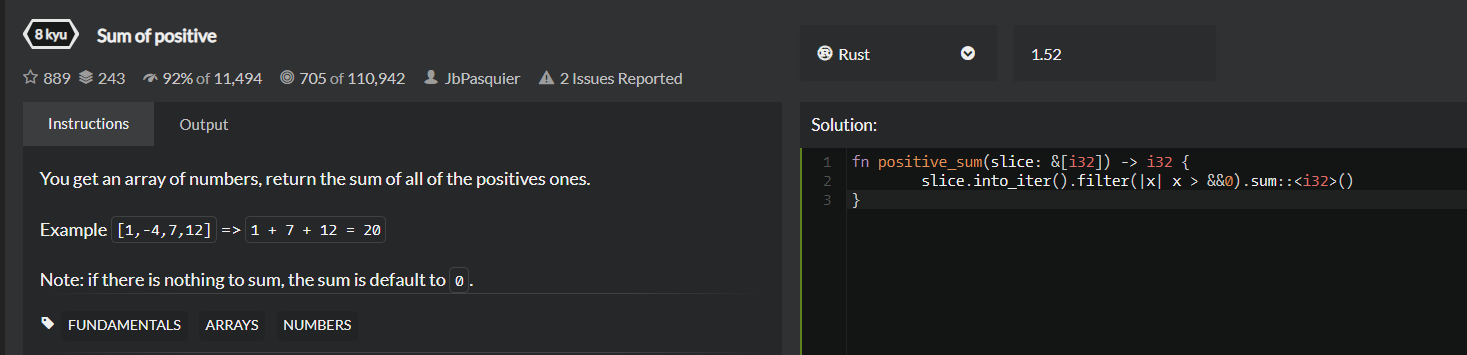 8 kyu Sum of positive
889 243 92% of 11,494 705 of 110,942 JbPasquier 2 Issues Reported
Instructions Output
You get an array of numbers, return the sum of all of the positives ones.
Example [1,-4,7,12] => 1 + 7 + 12 = 20
Note: if there is nothing to sum, the sum is default to 0.
FUNDAMENTALS ARRAYS NUMBERS
Rust 1.52
Solution:
1 fn positive_sum(slice: &[i32]) -> i32 {
2 slice.into_iter().filter(|x| x > &&0).sum::<i32>()
3 }